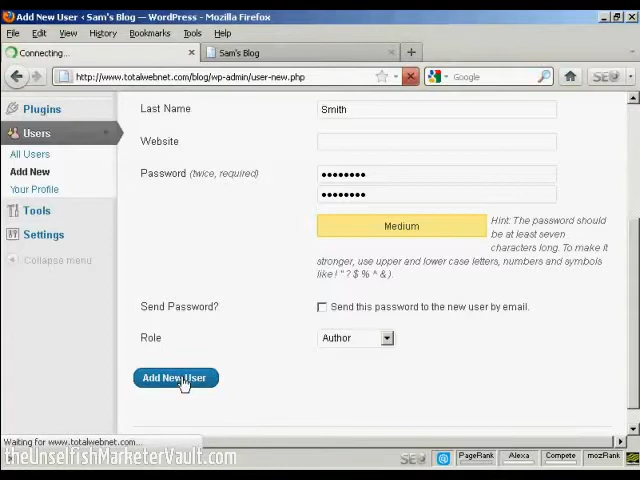 Add New User ‹ Sam's Blog — WordPress - Mozilla Firefox
File Edit View History Bookmarks Tools Help
Connecting...
Sam's Blog
http://www.totalwebnet.com/blog/wp-admin/user-new.php
Google
Plugins
Users
All Users
Add New
Your Profile
Tools
Settings
Collapse menu
Last Name
Smith
Website
Password (twice, required)
Medium
Hint: The password should
be at least seven
characters long. To make it
stronger, use upper and lower case letters, numbers and symbols
like ! " ? $ % ^ & ).
Send Password?
Send this password to the new user by email.
Role
Author
Add New User
Waiting for www.totalwebnet.com...
theUnselfishMarketerVault.com
PageRank
Alexa
Compete
mozRank